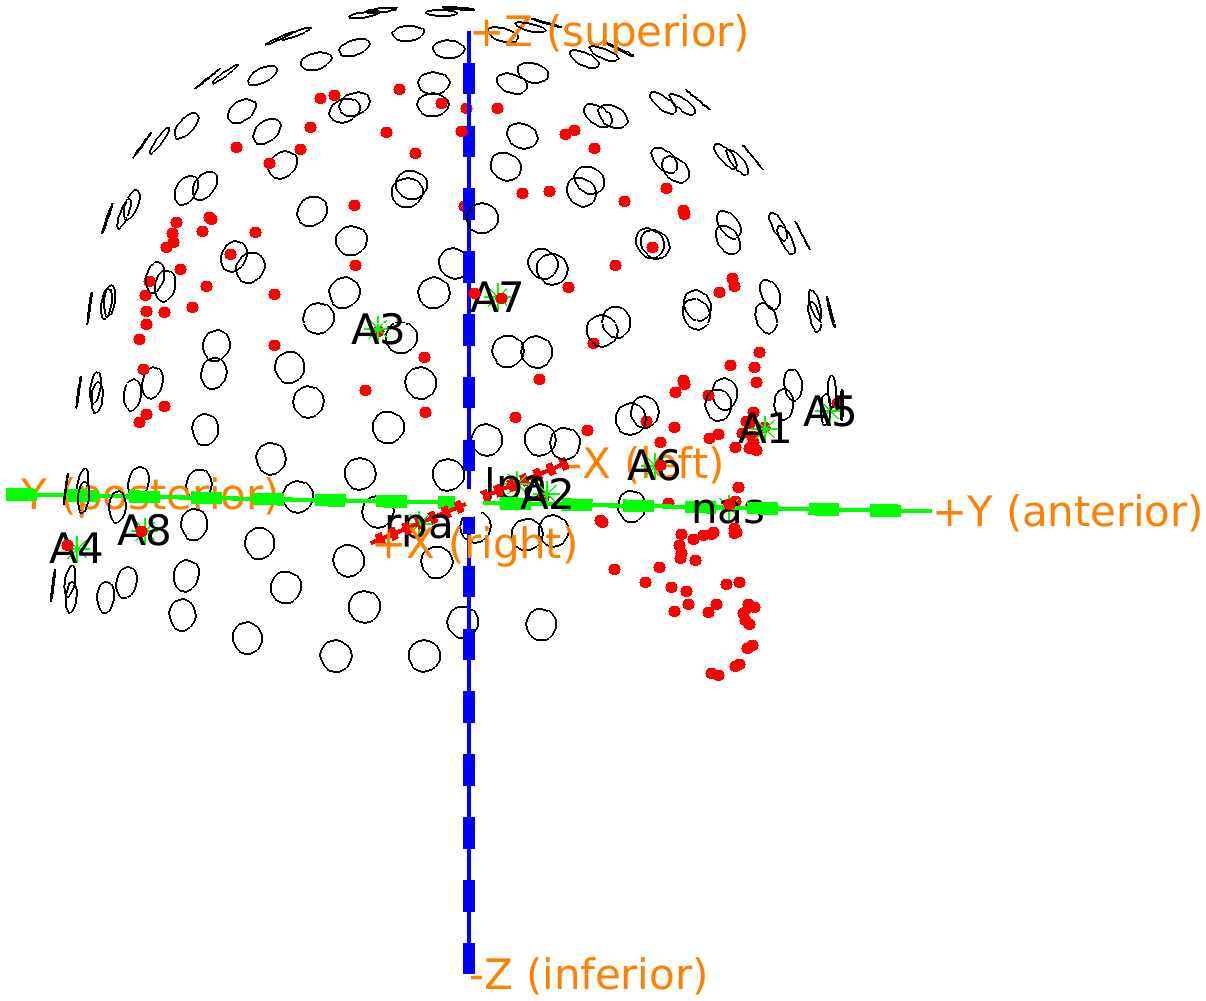 +Z (superior)
A7
A3
A5
A1
-X (left)
A6
lpa
A2
-Y (posterior)
nas
+Y (anterior)
rpa
A8
A4
+X (right)
-Z (inferior)